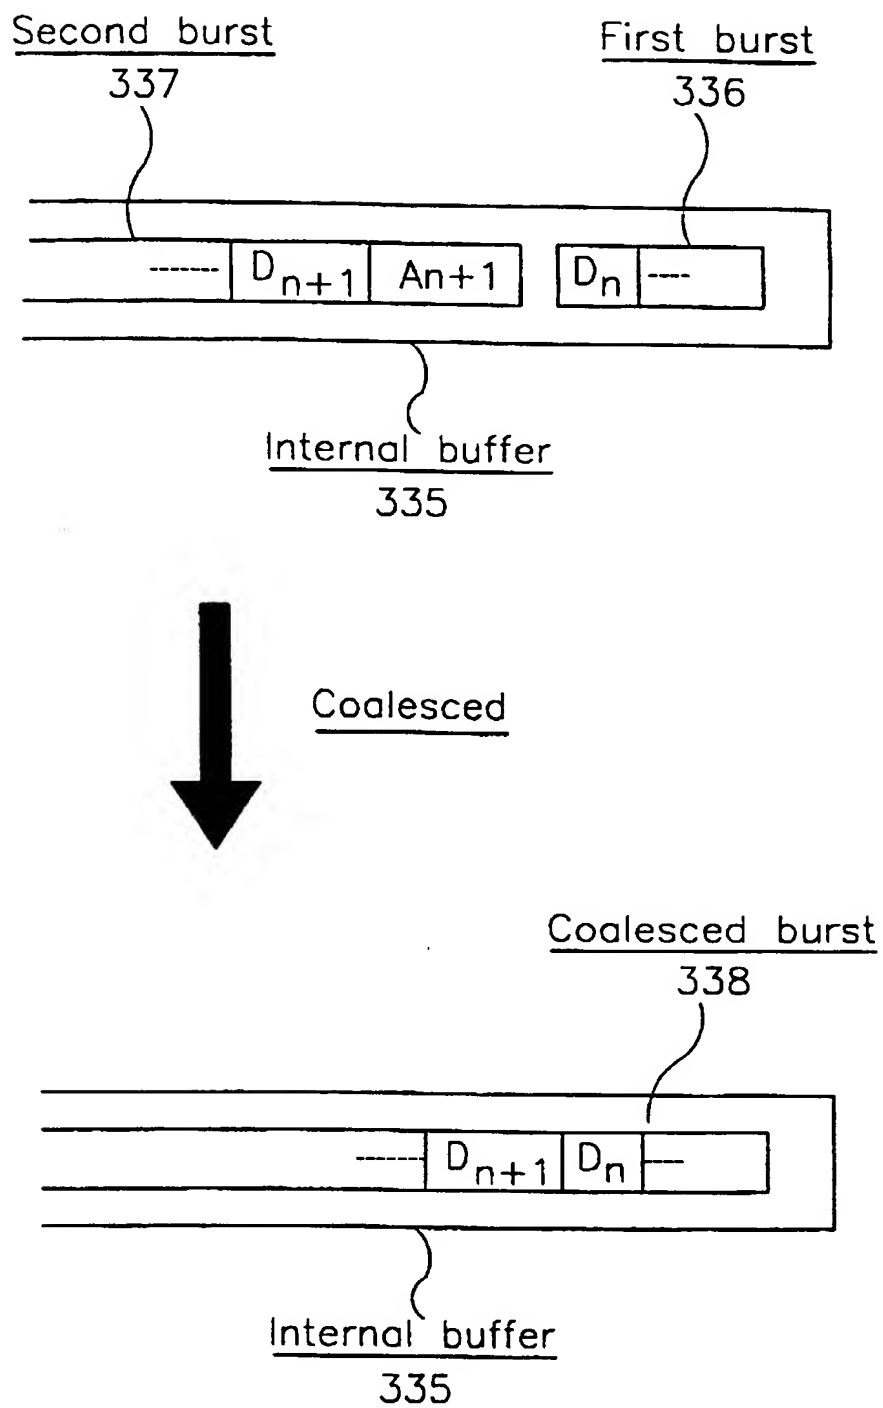 Second burst
337
First burst
336
-------- Dn+1 An+1 Dn ----
Internal buffer
335
Coalesced
Coalesced burst
338
-------- Dn+1 Dn ----
Internal buffer
335